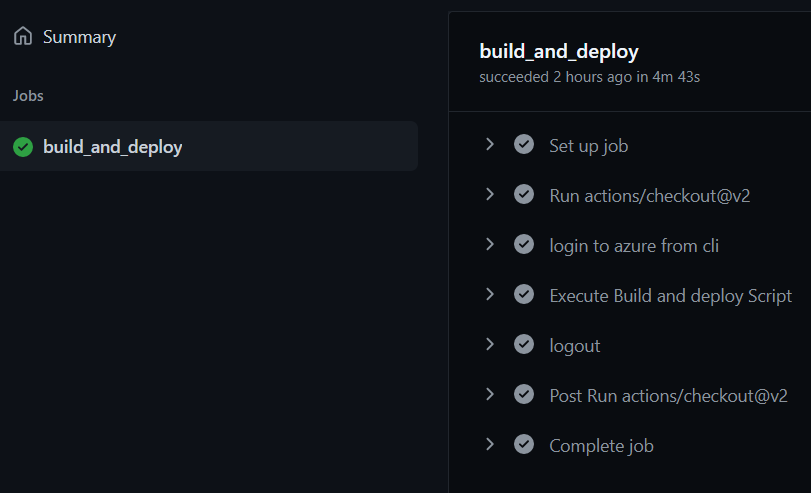 Summary
Jobs
build_and_deploy
build_and_deploy
succeeded 2 hours ago in 4m 43s
Set up job
Run actions/checkout@v2
login to azure from cli
Execute Build and deploy Script
logout
Post Run actions/checkout@v2
Complete job